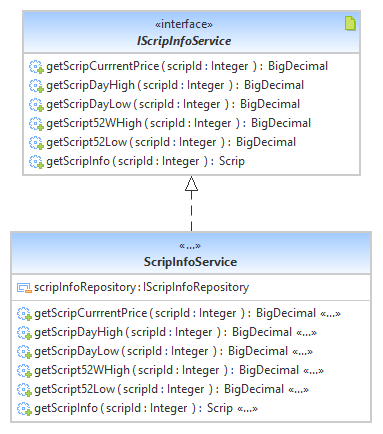 «interface»
IScripInfoService
getScripCurrrentPrice ( scripId : Integer ) : BigDecimal
getScripDayHigh ( scripId : Integer ) : BigDecimal
getScripDayLow ( scripId : Integer ) : BigDecimal
getScript52WHigh ( scripId : Integer ) : BigDecimal
getScript52Low ( scripId : Integer ) : BigDecimal
getScripInfo ( scripId : Integer ) : Scrip
«...»
ScripInfoService
scripInfoRepository : IScripInfoRepository
getScripCurrrentPrice ( scripId : Integer ) : BigDecimal «...»
getScripDayHigh ( scripId : Integer ) : BigDecimal «...»
getScripDayLow ( scripId : Integer ) : BigDecimal «...»
getScript52WHigh ( scripId : Integer ) : BigDecimal «...»
getScript52Low ( scripId : Integer ) : BigDecimal «...»
getScripInfo ( scripId : Integer ) : Scrip «...»